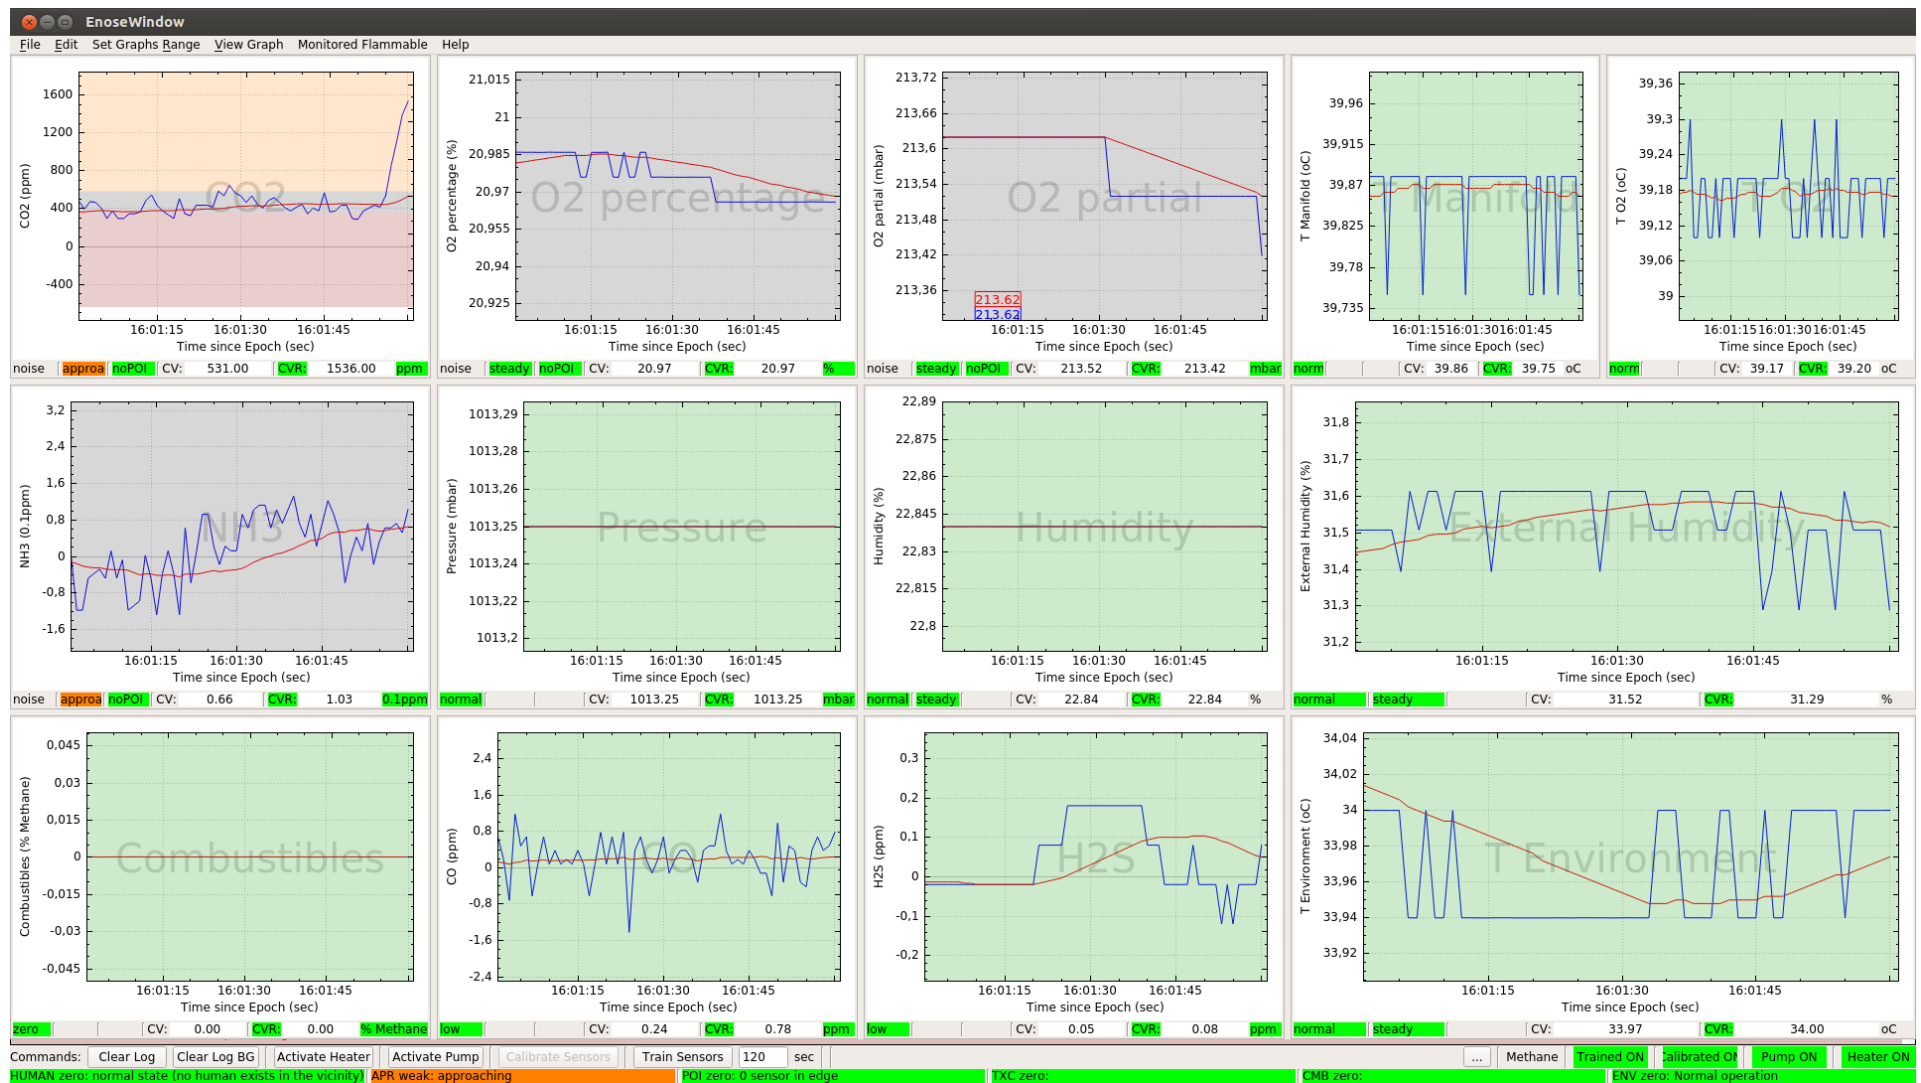 EnoseWindow
File Edit Set Graphs Range View Graph Monitored Flammable Help
CO2 (ppm)
1600
1200
800
400
0
-400
CO2
16:01:15 16:01:30 16:01:45
Time since Epoch (sec)
noise approa noPOI CV: 531.00 CVR: 1536.00 ppm
O2 percentage (%)
21,015
21
20,985
20,97
20,955
20,94
20,925
O2 percentage
16:01:15 16:01:30 16:01:45
Time since Epoch (sec)
noise steady noPOI CV: 20.97 CVR: 20.97 %
O2 partial (mbar)
213,72
213,66
213,6
213,54
213,48
213,42
213,36
O2 partial
213.62
213.62
16:01:15 16:01:30 16:01:45
Time since Epoch (sec)
noise steady noPOI CV: 213.52 CVR: 213.42 mbar
T Manifold (oC)
39,96
39,915
39,87
39,825
39,78
39,735
T Manifold
16:01:15 16:01:30 16:01:45
Time since Epoch (sec)
norm CV: 39.86 CVR: 39.75 oC
T O2 (oC)
39,36
39,3
39,24
39,18
39,12
39,06
39
T O2
16:01:15 16:01:30 16:01:45
Time since Epoch (sec)
norm CV: 39.17 CVR: 39.20 oC
NH3 (0.1ppm)
3,2
2,4
1,6
0,8
0
-0,8
-1,6
NH3
16:01:15 16:01:30 16:01:45
Time since Epoch (sec)
noise approa noPOI CV: 0.66 CVR: 1.03 0.1ppm
Pressure (mbar)
1013,29
1013,28
1013,26
1013,25
1013,24
1013,22
1013,2
Pressure
16:01:15 16:01:30 16:01:45
Time since Epoch (sec)
normal CV: 1013.25 CVR: 1013.25 mbar
Humidity (%)
22,89
22,875
22,86
22,845
22,83
22,815
22,8
Humidity
16:01:15 16:01:30 16:01:45
Time since Epoch (sec)
normal steady CV: 22.84 CVR: 22.84 %
External Humidity (%)
31,8
31,7
31,6
31,5
31,4
31,3
31,2
External Humidity
16:01:15 16:01:30 16:01:45
Time since Epoch (sec)
normal steady CV: 31.52 CVR: 31.29 %
Combustibles (% Methane)
0,045
0,03
0,015
0
-0,015
-0,03
-0,045
Combustibles
16:01:15 16:01:30 16:01:45
Time since Epoch (sec)
zero CV: 0.00 CVR: 0.00 % Methane
CO (ppm)
2,4
1,6
0,8
0
-0,8
-1,6
-2,4
CO
16:01:15 16:01:30 16:01:45
Time since Epoch (sec)
low CV: 0.24 CVR: 0.78 ppm
H2S (ppm)
0,3
0,2
0,1
0
-0,1
-0,2
H2S
16:01:15 16:01:30 16:01:45
Time since Epoch (sec)
low CV: 0.05 CVR: 0.08 ppm
T Environment (oC)
34,04
34,02
34
33,98
33,96
33,94
33,92
T Environment
16:01:15 16:01:30 16:01:45
Time since Epoch (sec)
normal steady CV: 33.97 CVR: 34.00 oC
Commands: Clear Log Clear Log BG Activate Heater Activate Pump Calibrate Sensors Train Sensors 120 sec ... Methane Trained ON Calibrated ON Pump ON Heater ON
HUMAN zero: normal state (no human exists in the vicinity) APR weak: approaching POI zero: 0 sensor in edge TXC zero: CMB zero: ENV zero: Normal operation